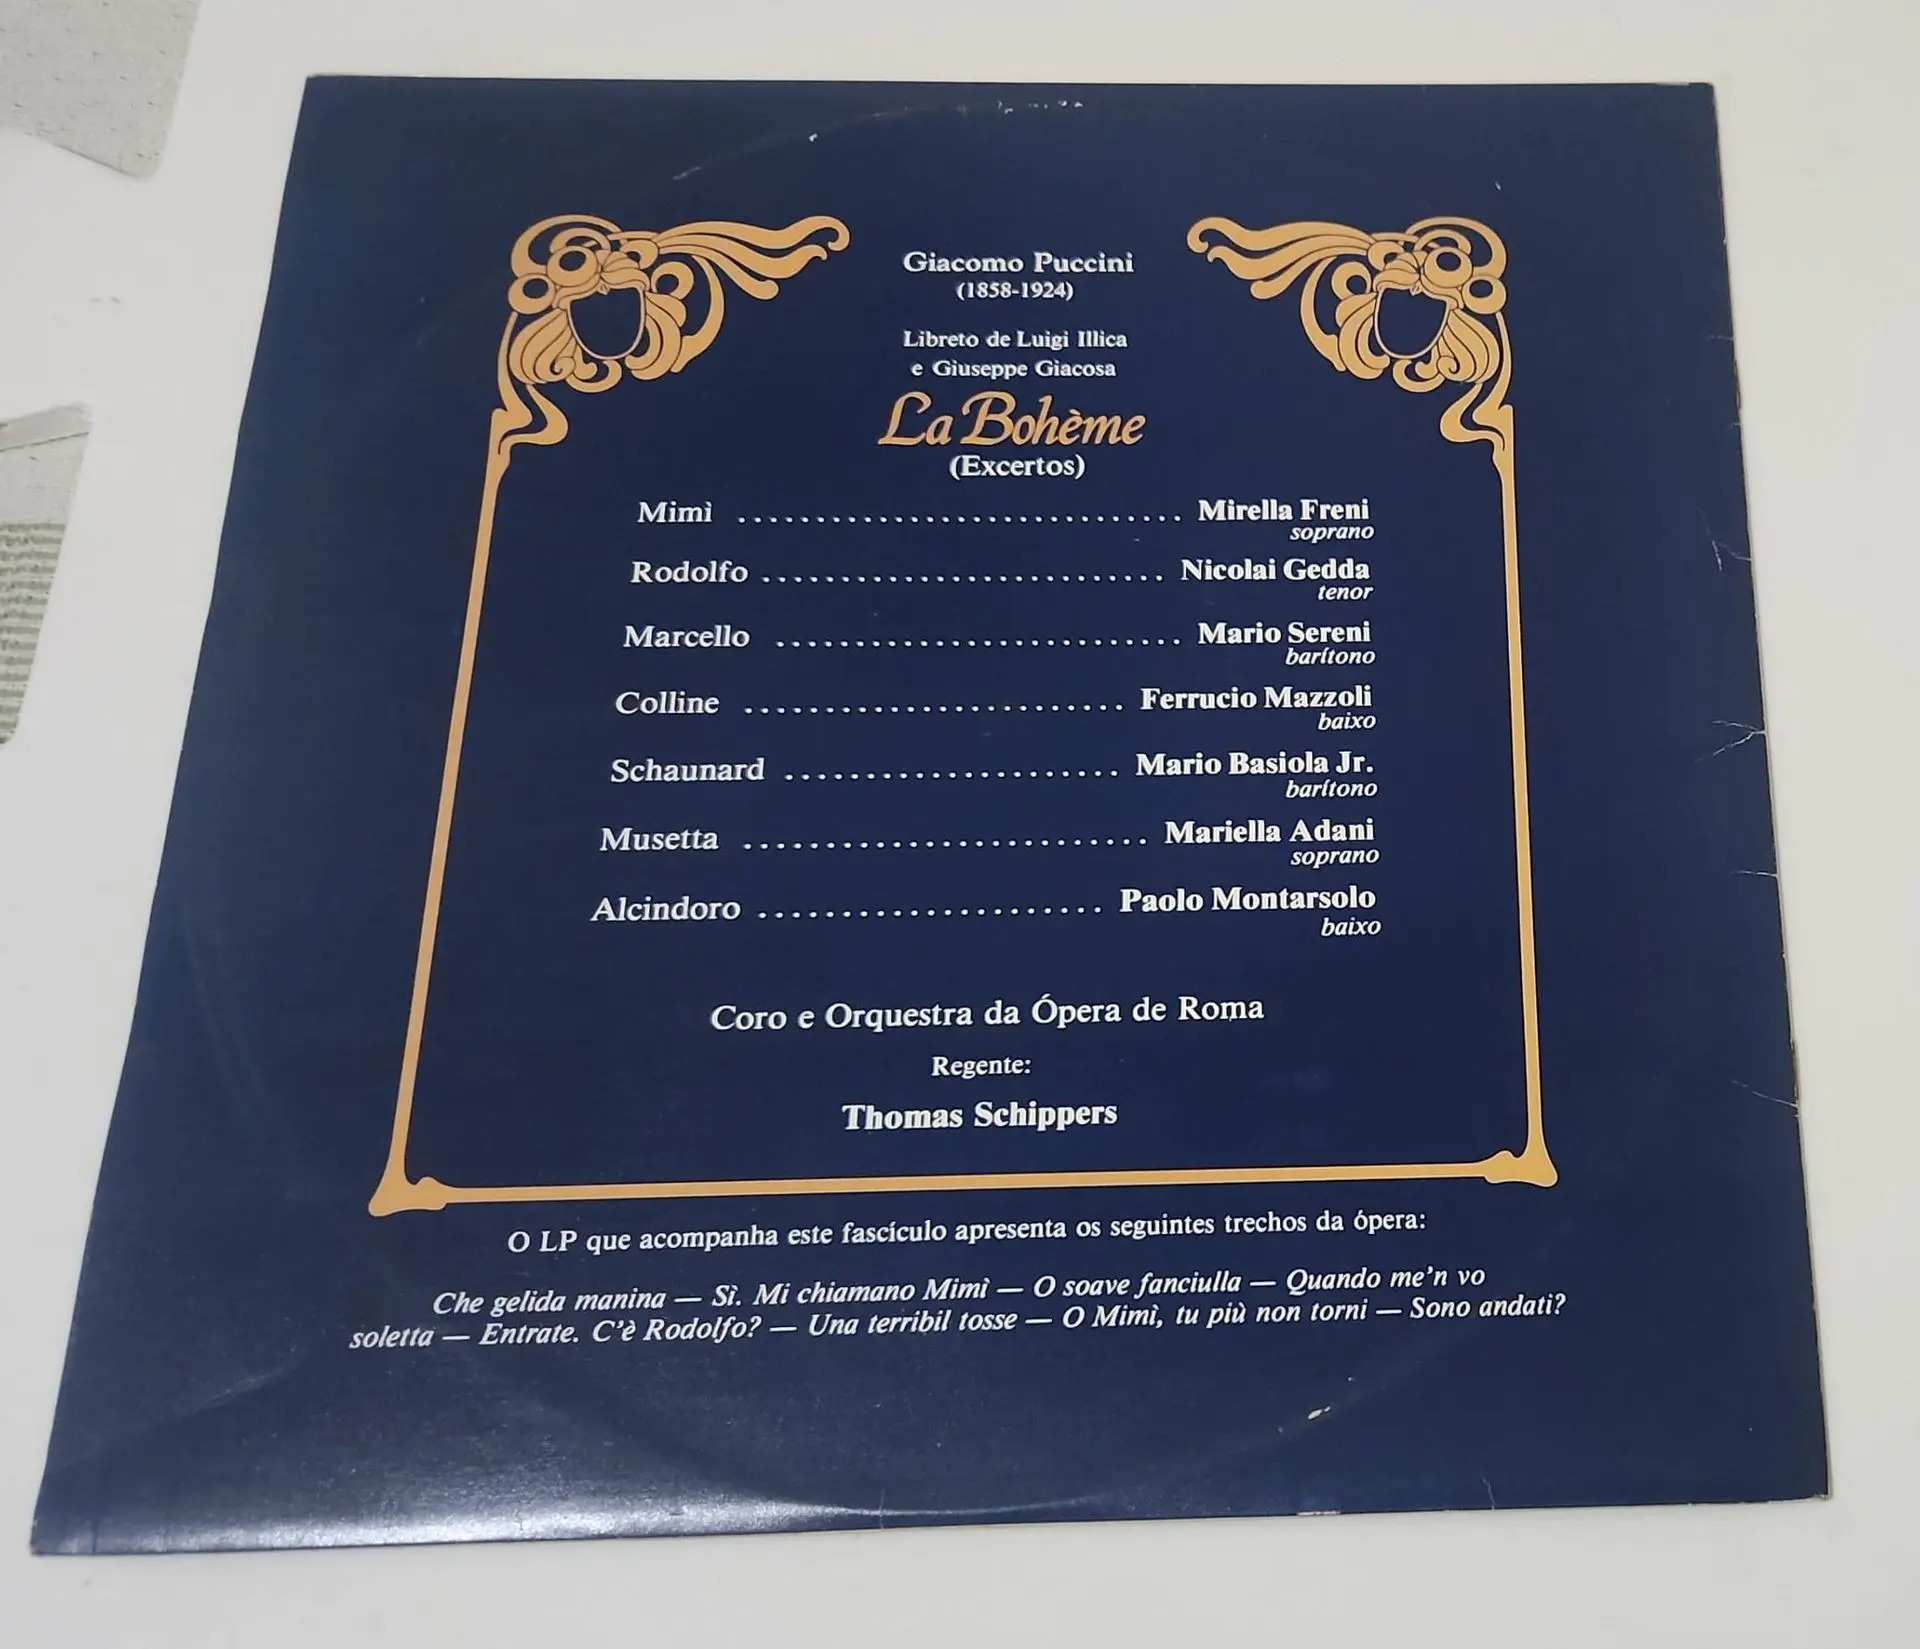 Giacomo Puccini
(1858-1924)
Libreto de Luigi Illica
e Giuseppe Giacosa
La Bohème
(Excertos)
Mimì ............................ Mirella Freni
soprano
Rodolfo .......................... Nicolai Gedda
tenor
Marcello .......................... Mario Sereni
barítono
Colline ........................ Ferrucio Mazzoli
baixo
Schaunard ..................... Mario Basiola Jr.
barítono
Musetta .......................... Mariella Adani
soprano
Alcindoro ...................... Paolo Montarsolo
baixo
Coro e Orquestra da Ópera de Roma
Regente:
Thomas Schippers
O LP que acompanha este fascículo apresenta os seguintes trechos da ópera:
Che gelida manina — Sì. Mi chiamano Mimì — O soave fanciulla — Quando me'n vo
soletta — Entrate. C'è Rodolfo? — Una terribil tosse — O Mimì, tu più non torni — Sono andati?